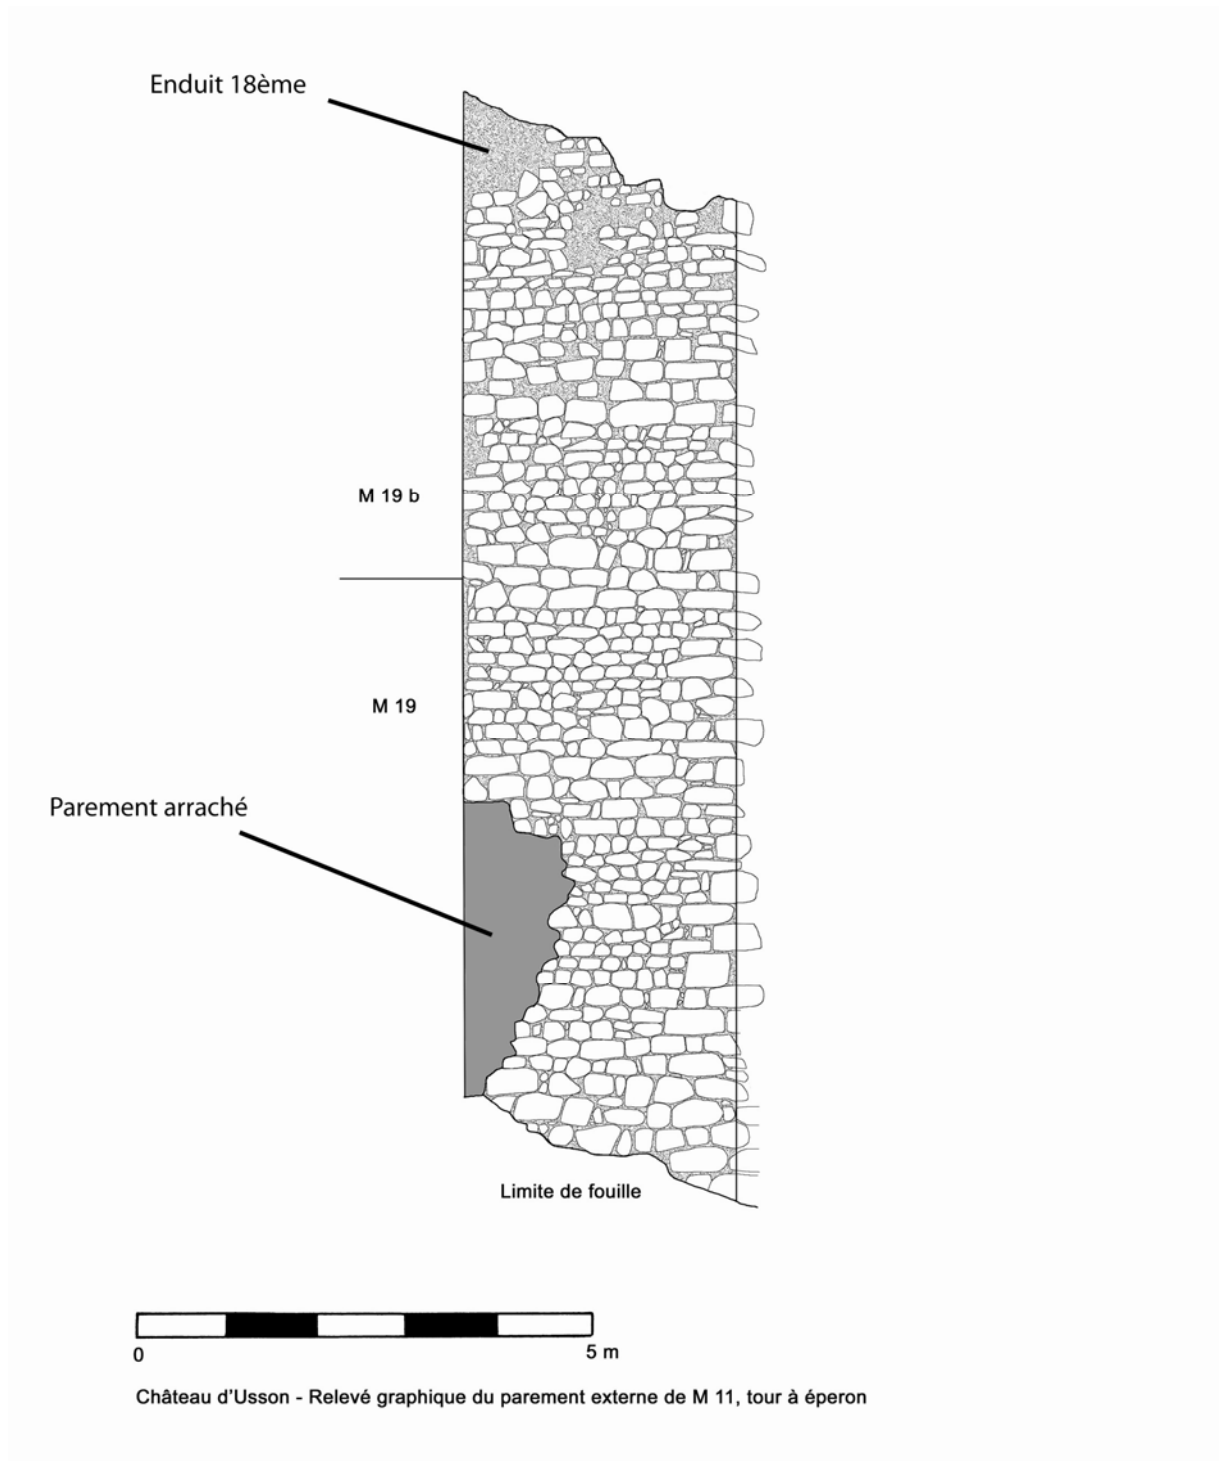 Enduit 18ème
M 19 b
M 19
Parement arraché
Limite de fouille
0
5 m
Château d'Usson - Relevé graphique du parement externe de M 11, tour à éperon